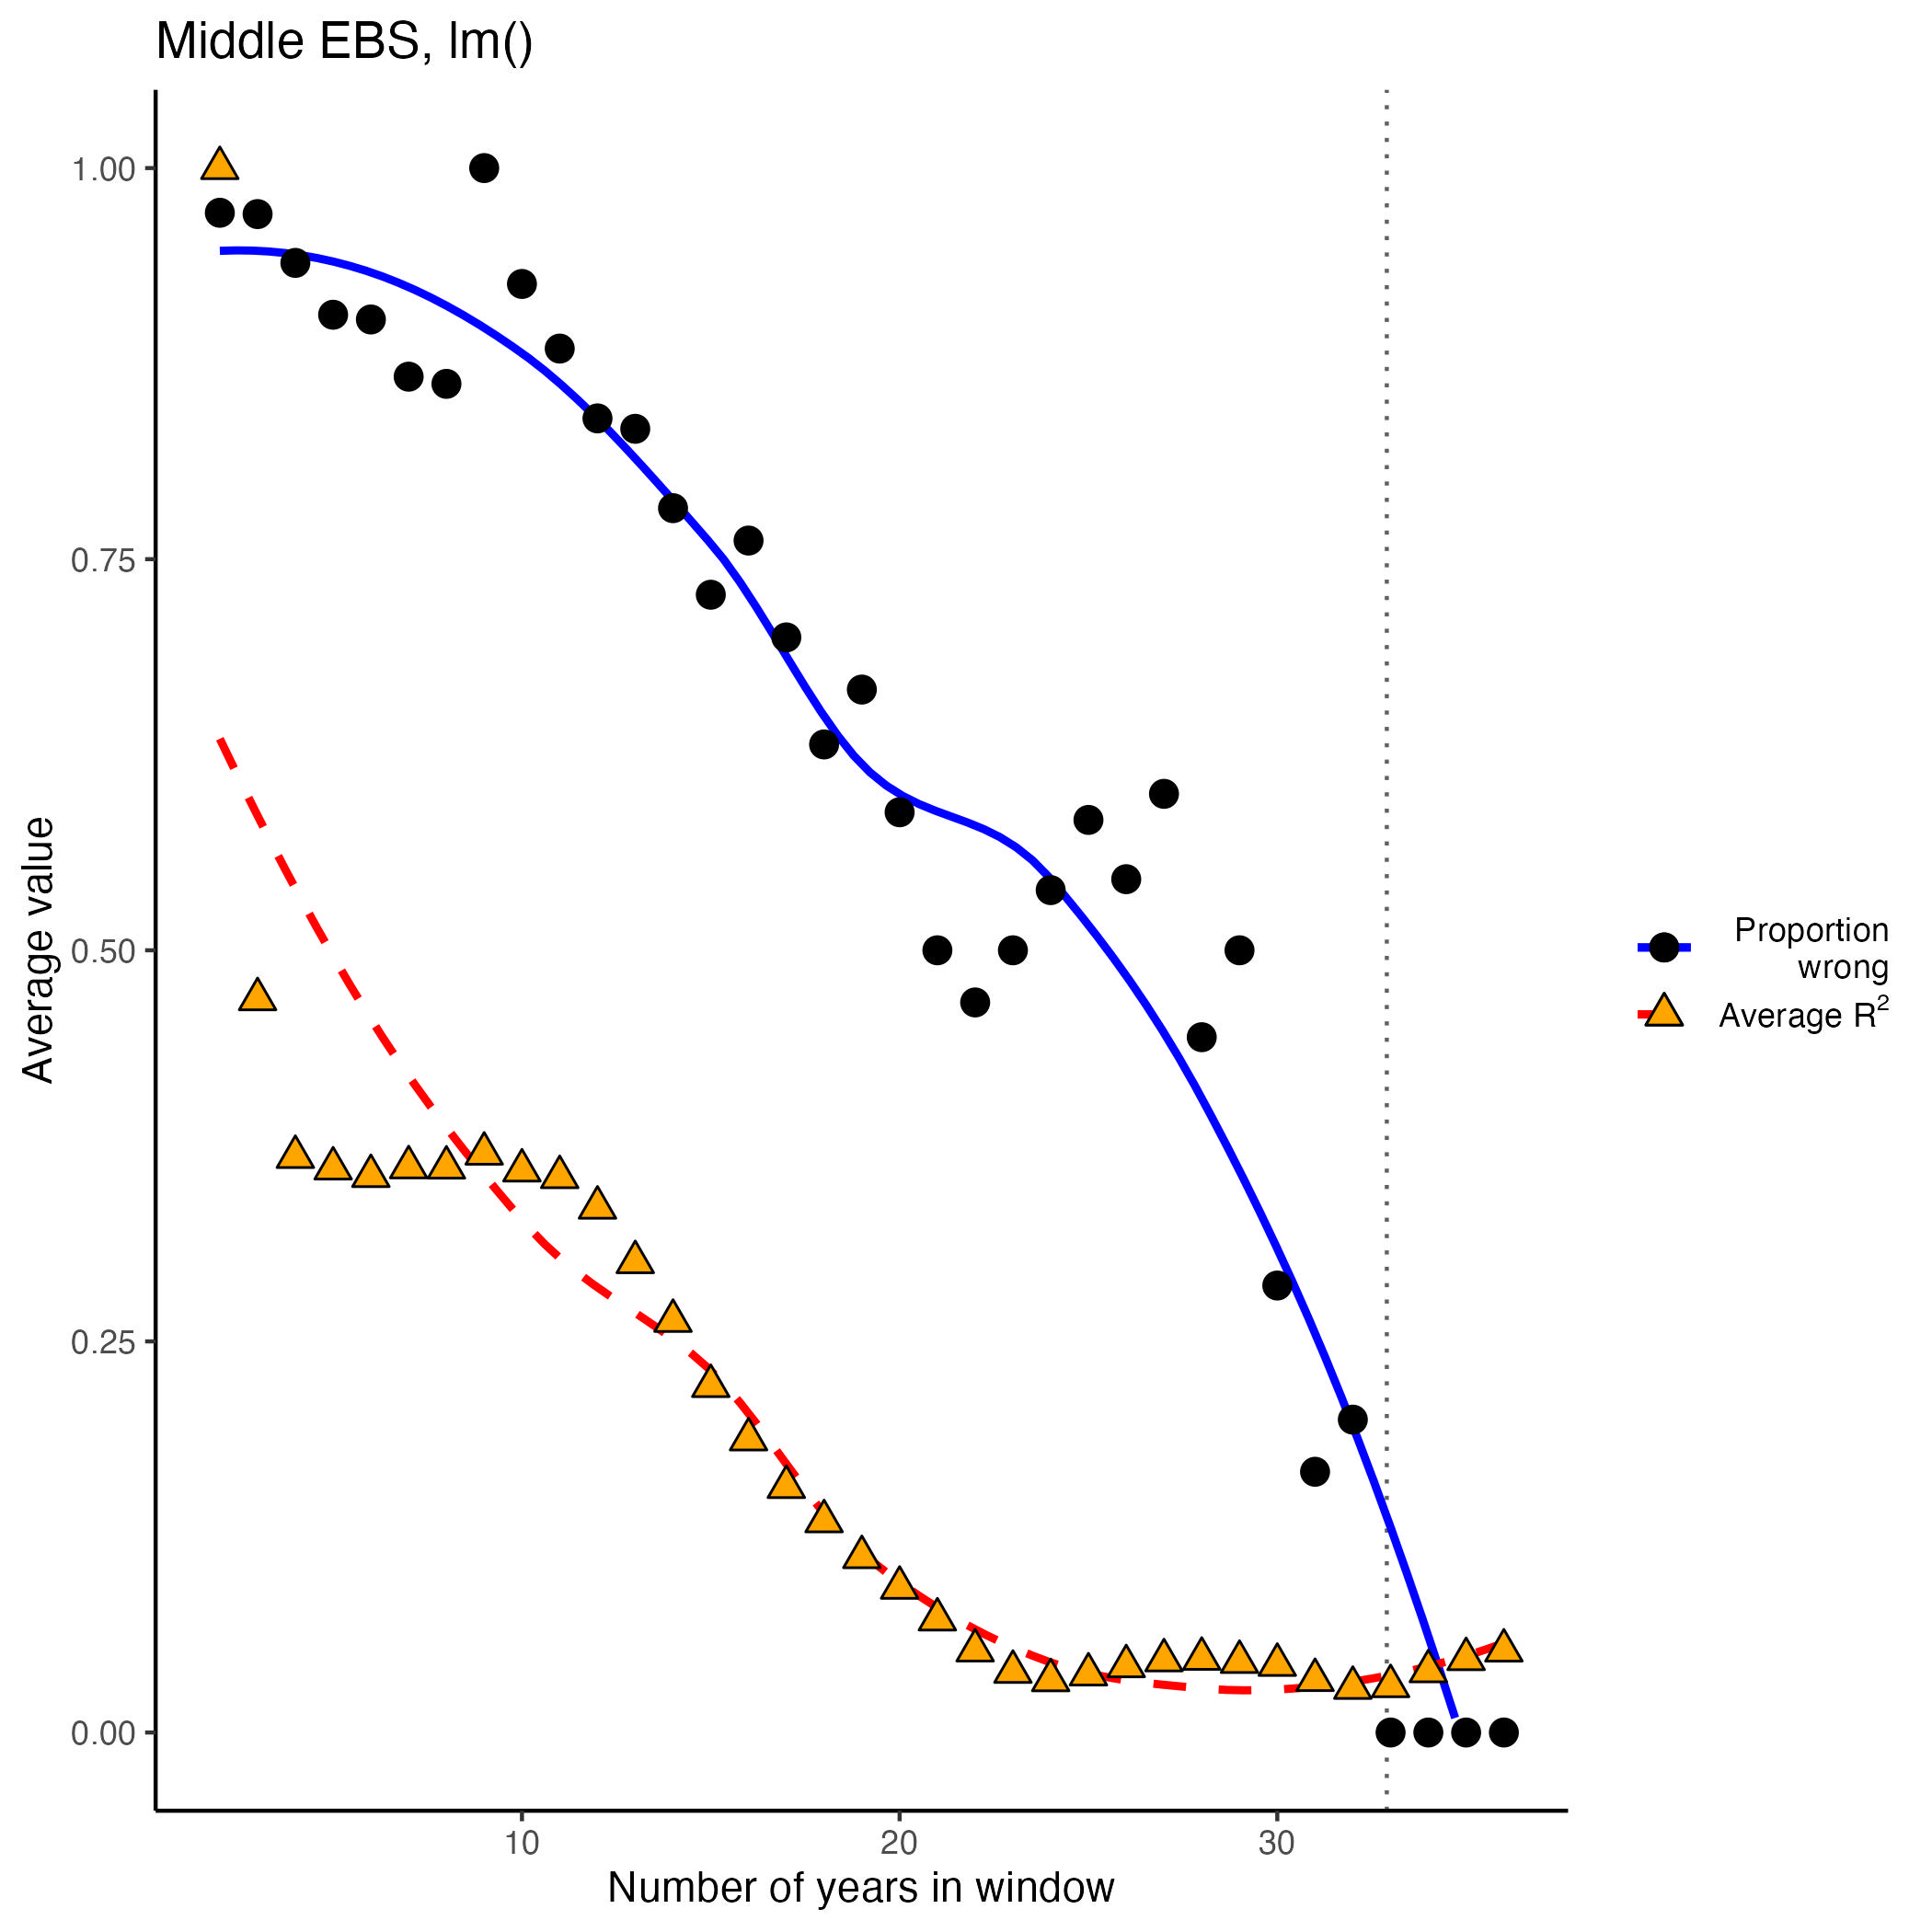 Middle EBS, lm()
1.00
0.75
0.50
0.25
0.00
Average value
10 20 30
Number of years in window
Proportion
wrong
Average R²